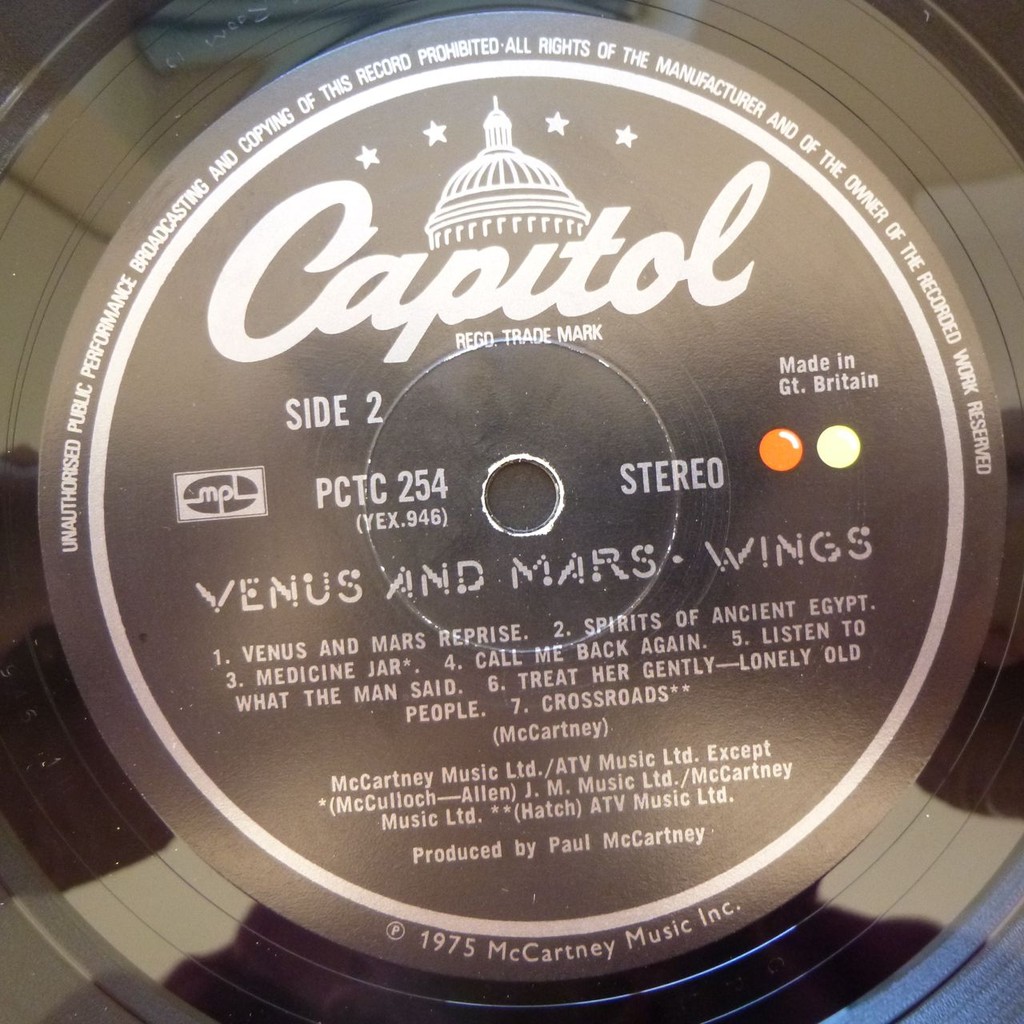 UNAUTHORISED PUBLIC PERFORMANCE BROADCASTING AND COPYING OF THIS RECORD PROHIBITED·ALL RIGHTS OF THE MANUFACTURER AND OF THE OWNER OF THE RECORDED WORK RESERVED
Capitol
REGD. TRADE MARK
Made in
Gt. Britain
SIDE 2
mpl
PCTC 254
STEREO
(YEX.946)
VENUS AND MARS· WINGS
1. VENUS AND MARS REPRISE. 2. SPIRITS OF ANCIENT EGYPT.
3. MEDICINE JAR*. 4. CALL ME BACK AGAIN. 5. LISTEN TO
WHAT THE MAN SAID. 6. TREAT HER GENTLY—LONELY OLD
PEOPLE. 7. CROSSROADS**
(McCartney)
McCartney Music Ltd./ATV Music Ltd. Except
*(McCulloch—Allen) J. M. Music Ltd./McCartney
Music Ltd. **(Hatch) ATV Music Ltd.
Produced by Paul McCartney
℗ 1975 McCartney Music Inc.